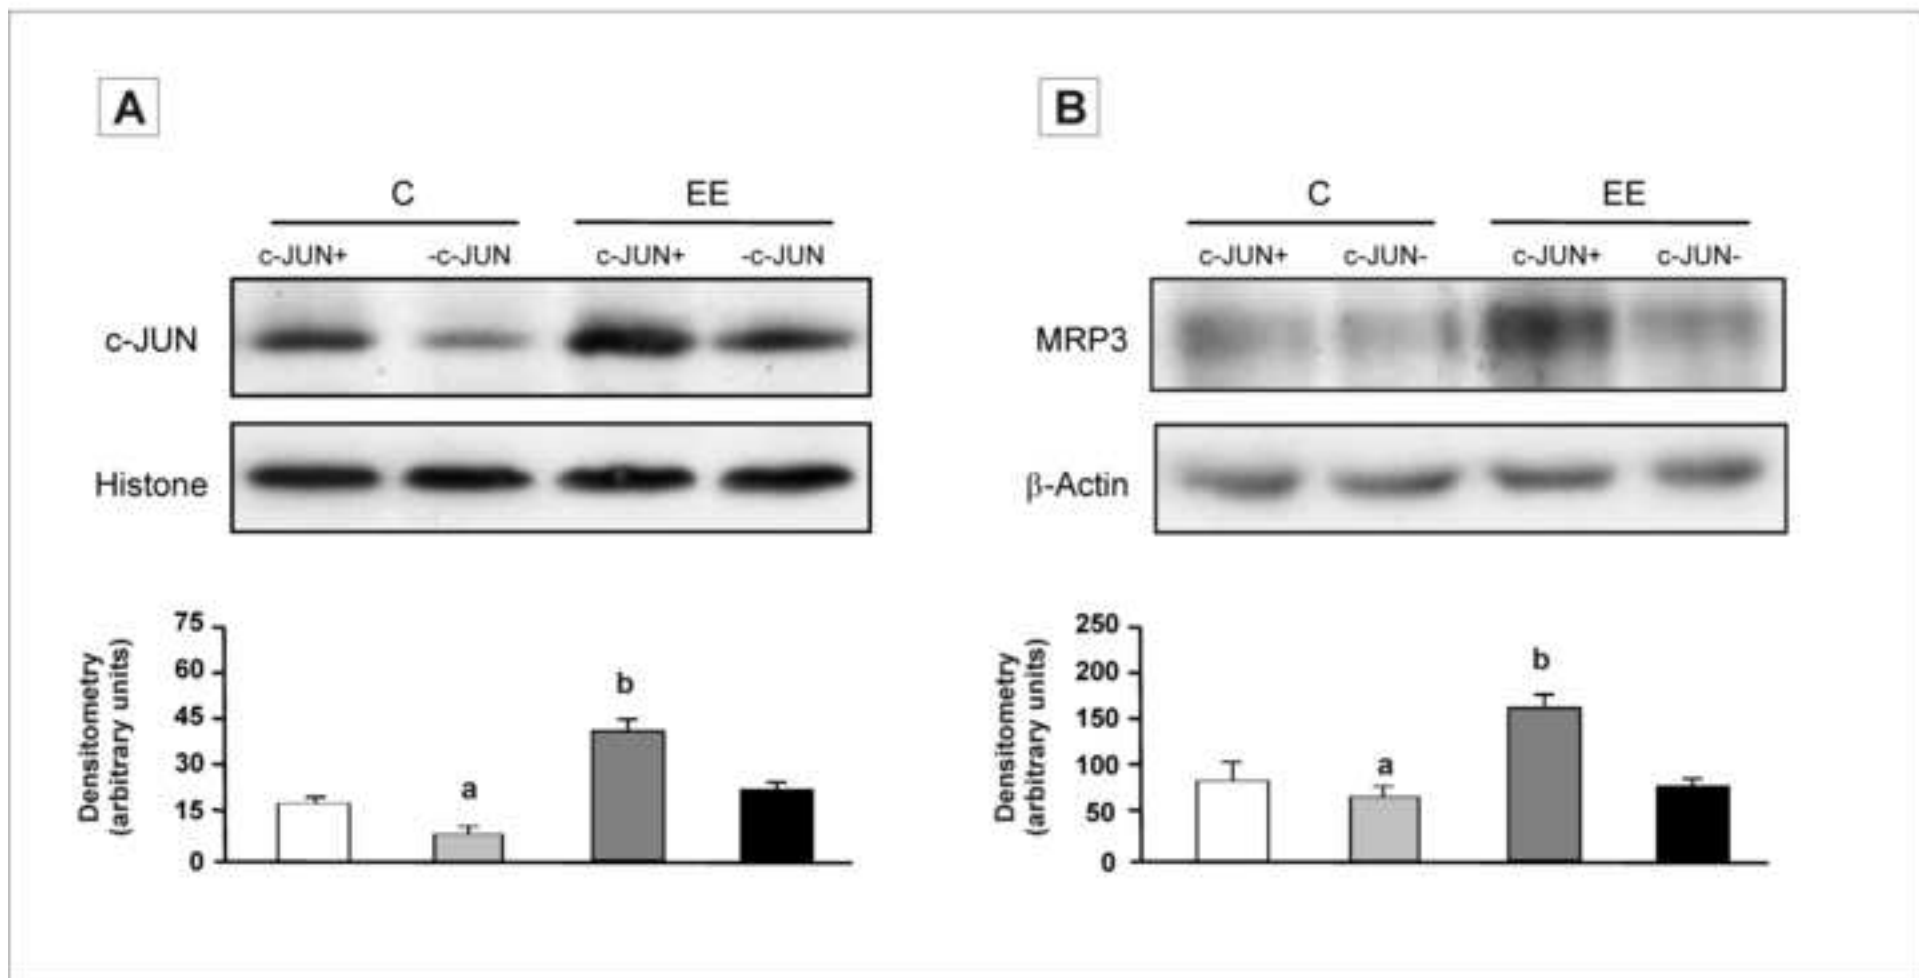 A
C EE
c-JUN+ -c-JUN c-JUN+ -c-JUN
c-JUN
Histone
Densitometry
(arbitrary units)
75
60
45
30
15
0
a
b
B
C EE
c-JUN+ c-JUN- c-JUN+ c-JUN-
MRP3
β-Actin
Densitometry
(arbitrary units)
250
200
150
100
50
0
a
b